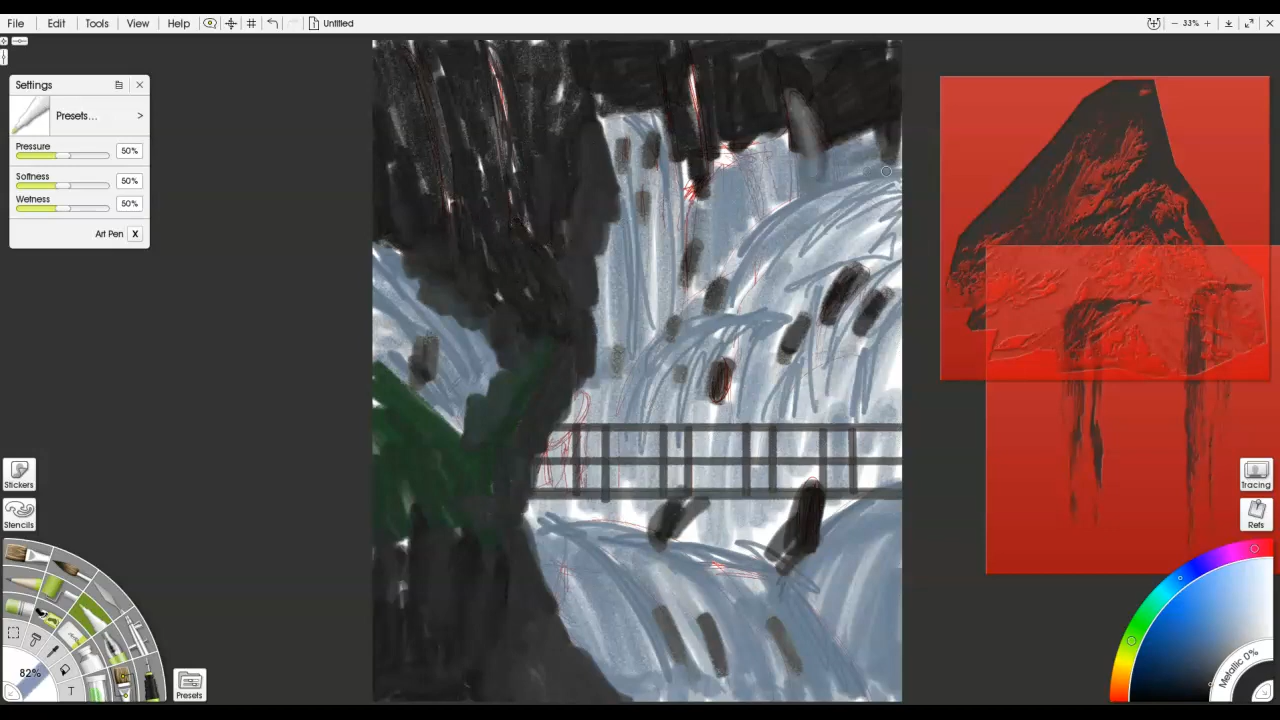 File Edit Tools View Help Untitled 33%
Settings
Presets...
Pressure 50%
Softness 50%
Wetness 50%
Art Pen X
Stickers
Stencils
Tracing
Refs
82%
T
Presets
Metallic 0%